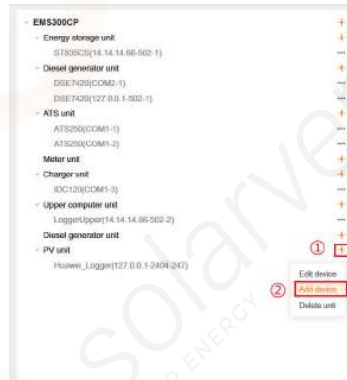 EMS300CP
Energy storage unit
ST835CS(14.14.14.66-502-1)
Diesel generator unit
DSE7420(COM2-1)
DSE7420(127.0.0.1-502-1)
ATS unit
ATS250(COM1-1)
ATS250(COM1-2)
Meter unit
Charger unit
IDC120(COM1-3)
Upper computer unit
LoggerUpper(14.14.14.66-502-2)
Diesel generator unit
PV unit
①
Huawei_Logger(127.0.0.1-2404-247)
Edit device
② Add device
Delete unit
solarver
ENERGY